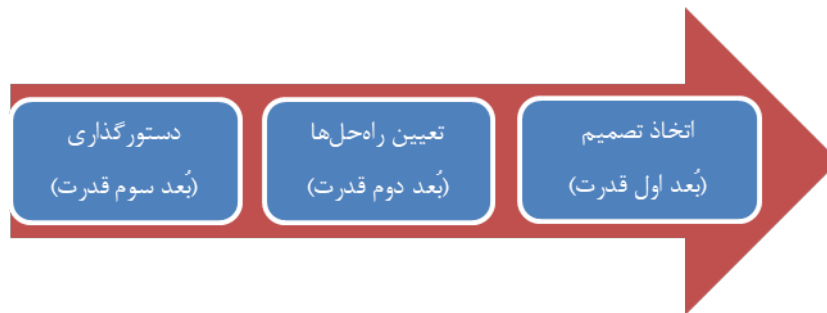 اتخاذ تصمیم
(بُعد اول قدرت)
تعیین راه‌حل‌ها
(بُعد دوم قدرت)
دستورگذاری
(بُعد سوم قدرت)